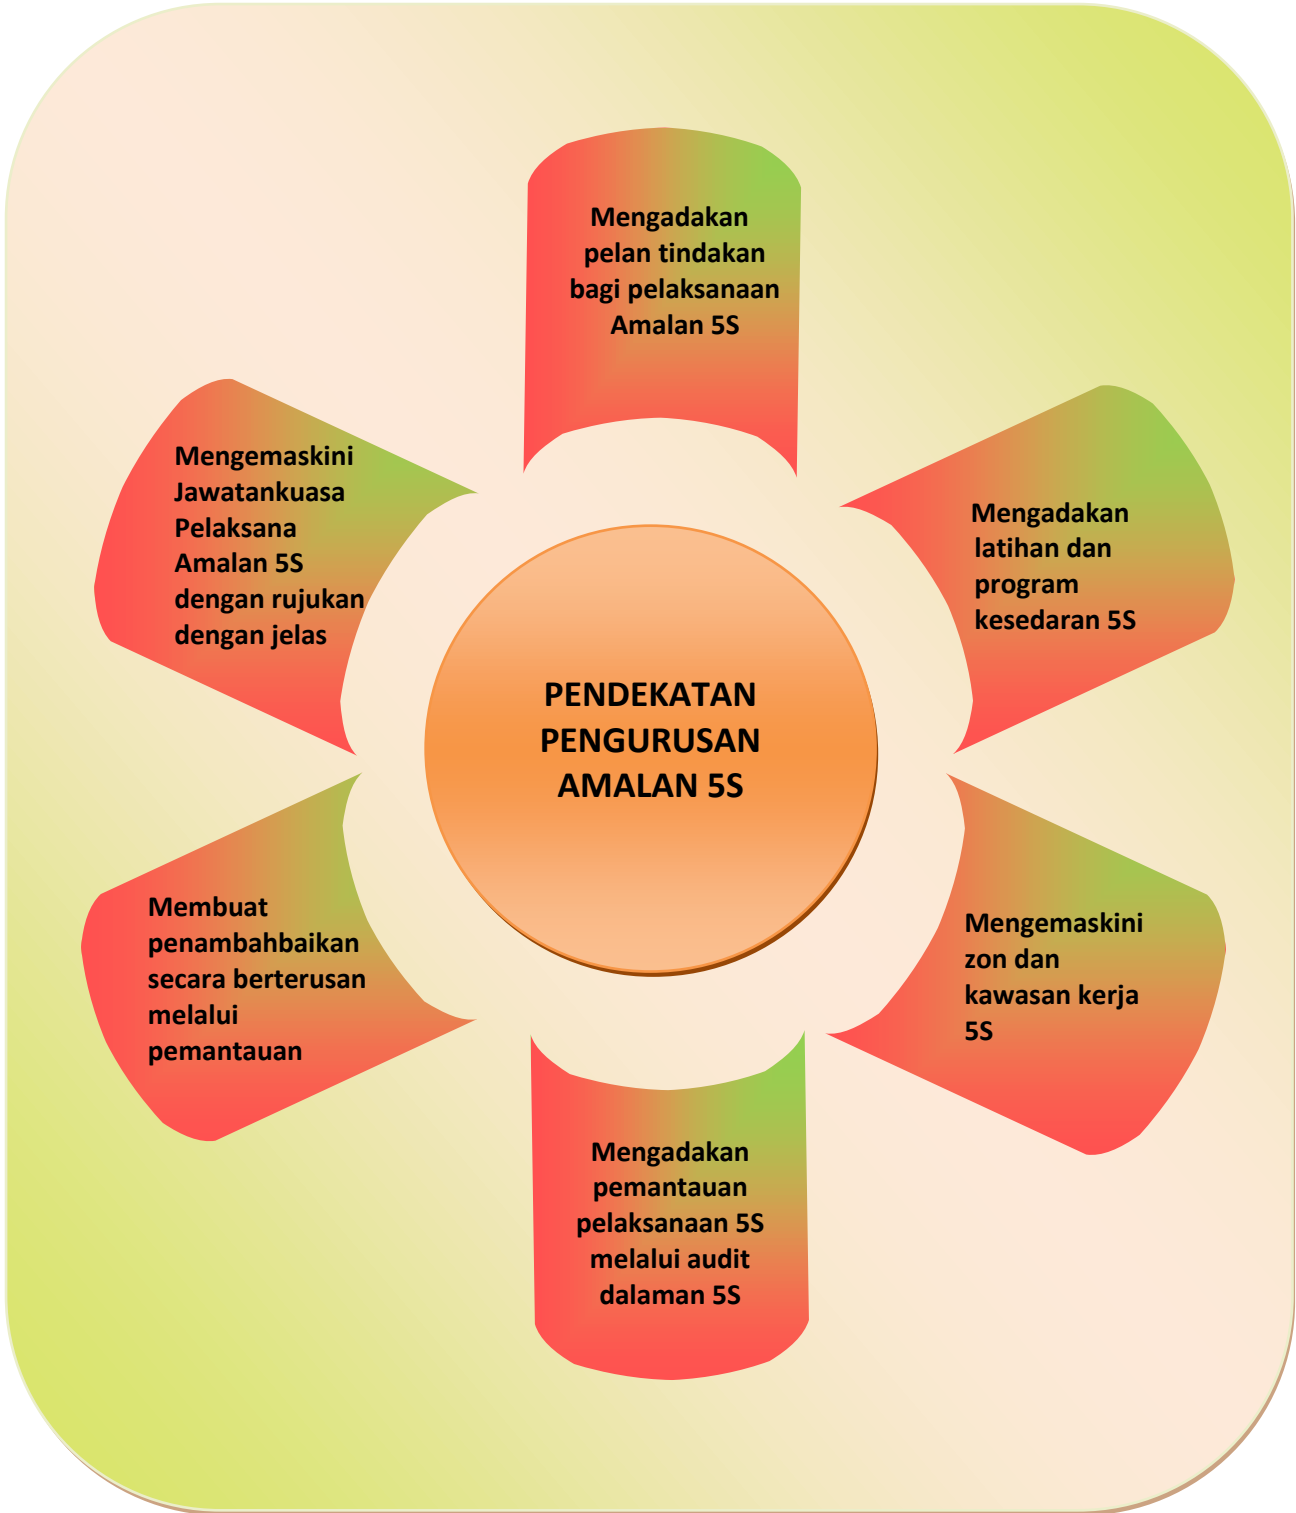 Mengadakan
pelan tindakan
bagi pelaksanaan
Amalan 5S
Mengemaskini
Jawatankuasa
Pelaksana
Amalan 5S
dengan rujukan
dengan jelas
Mengadakan
latihan dan
program
kesedaran 5S
PENDEKATAN
PENGURUSAN
AMALAN 5S
Membuat
penambahbaikan
secara berterusan
melalui
pemantauan
Mengemaskini
zon dan
kawasan kerja
5S
Mengadakan
pemantauan
pelaksanaan 5S
melalui audit
dalaman 5S